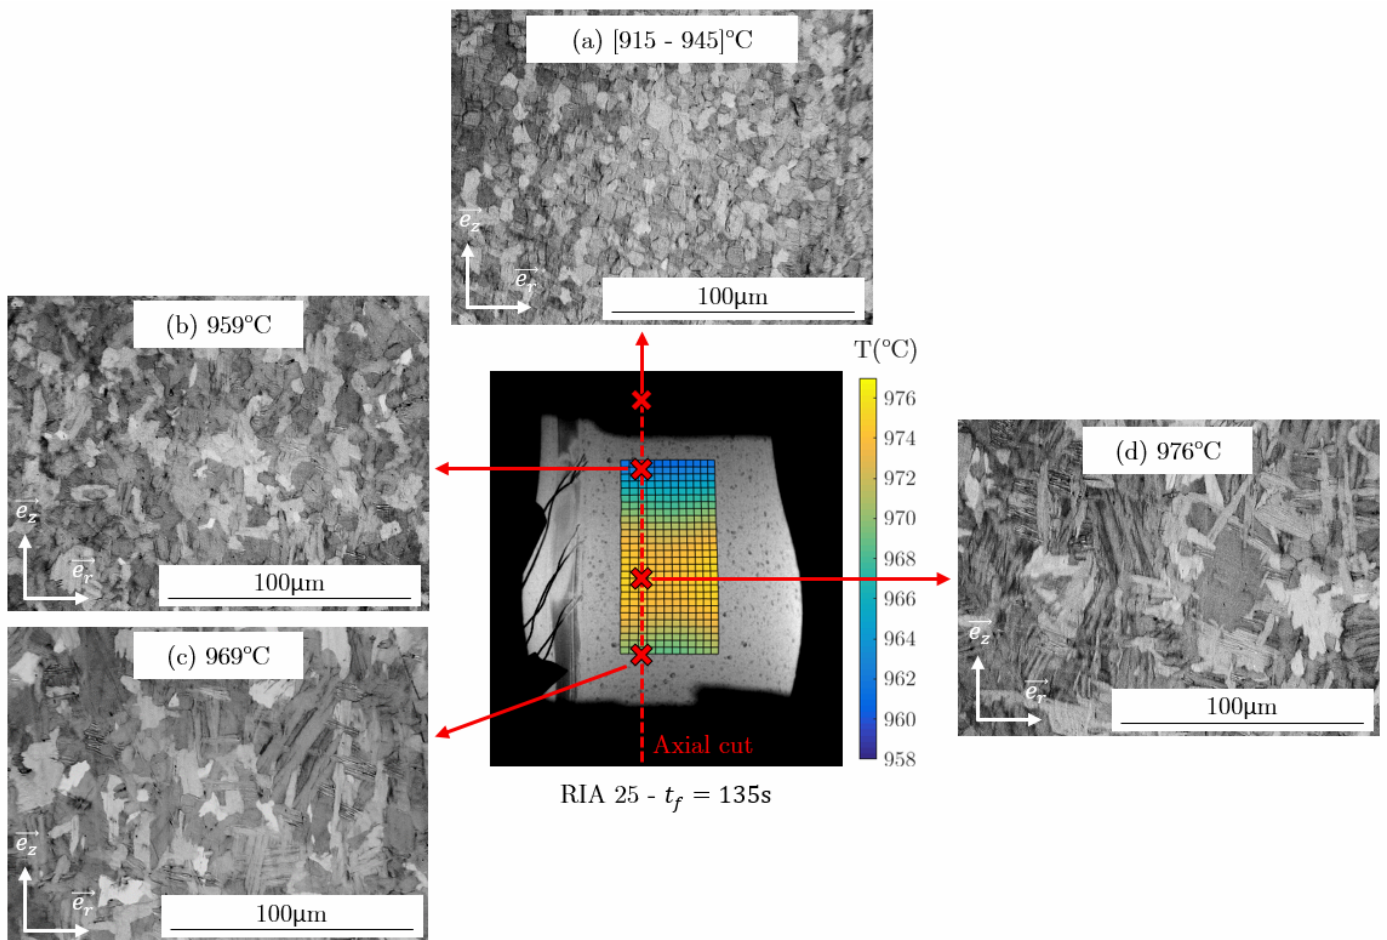 (a) [915 - 945]°C
e_z
e_r
100μm
(b) 959°C
e_z
e_r
100μm
T(°C)
976
974
972
970
968
966
964
962
960
958
(d) 976°C
e_z
e_r
100μm
(c) 969°C
e_z
e_r
100μm
Axial cut
RIA 25 - t_f = 135s